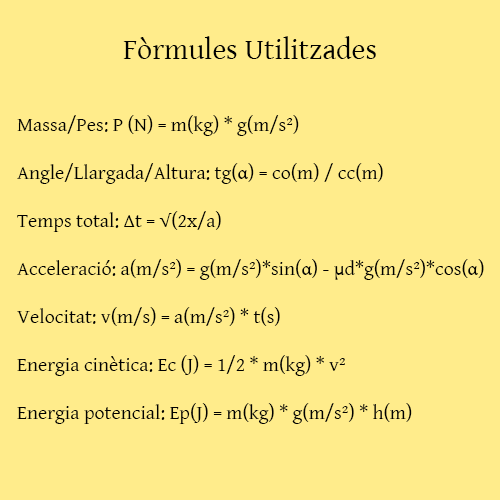 Fòrmules Utilitzades
Massa/Pes: P (N) = m(kg) * g(m/s²)
Angle/Llargada/Altura: tg(α) = co(m) / cc(m)
Temps total: Δt = √(2x/a)
Acceleració: a(m/s²) = g(m/s²)*sin(α) - μd*g(m/s²)*cos(α)
Velocitat: v(m/s) = a(m/s²) * t(s)
Energia cinètica: Ec (J) = 1/2 * m(kg) * v²
Energia potencial: Ep(J) = m(kg) * g(m/s²) * h(m)